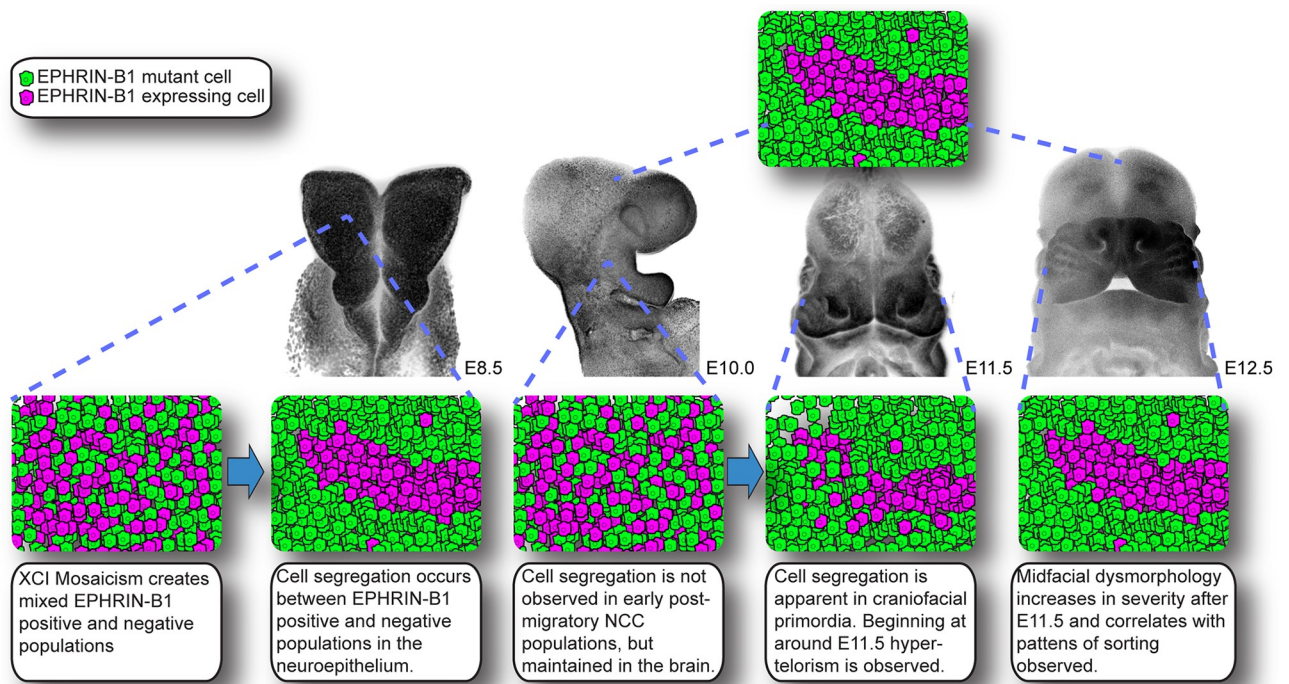 EPHRIN-B1 mutant cell
EPHRIN-B1 expressing cell
E8.5
E10.0
E11.5
E12.5
XCI Mosaicism creates
mixed EPHRIN-B1
positive and negative
populations
Cell segregation occurs
between EPHRIN-B1
positive and negative
populations in the
neuroepithelium.
Cell segregation is not
observed in early post-
migratory NCC
populations, but
maintained in the brain.
Cell segregation is
apparent in craniofacial
primordia. Beginning at
around E11.5 hyper-
telorism is observed.
Midfacial dysmorphology
increases in severity after
E11.5 and correlates with
pattens of sorting
observed.